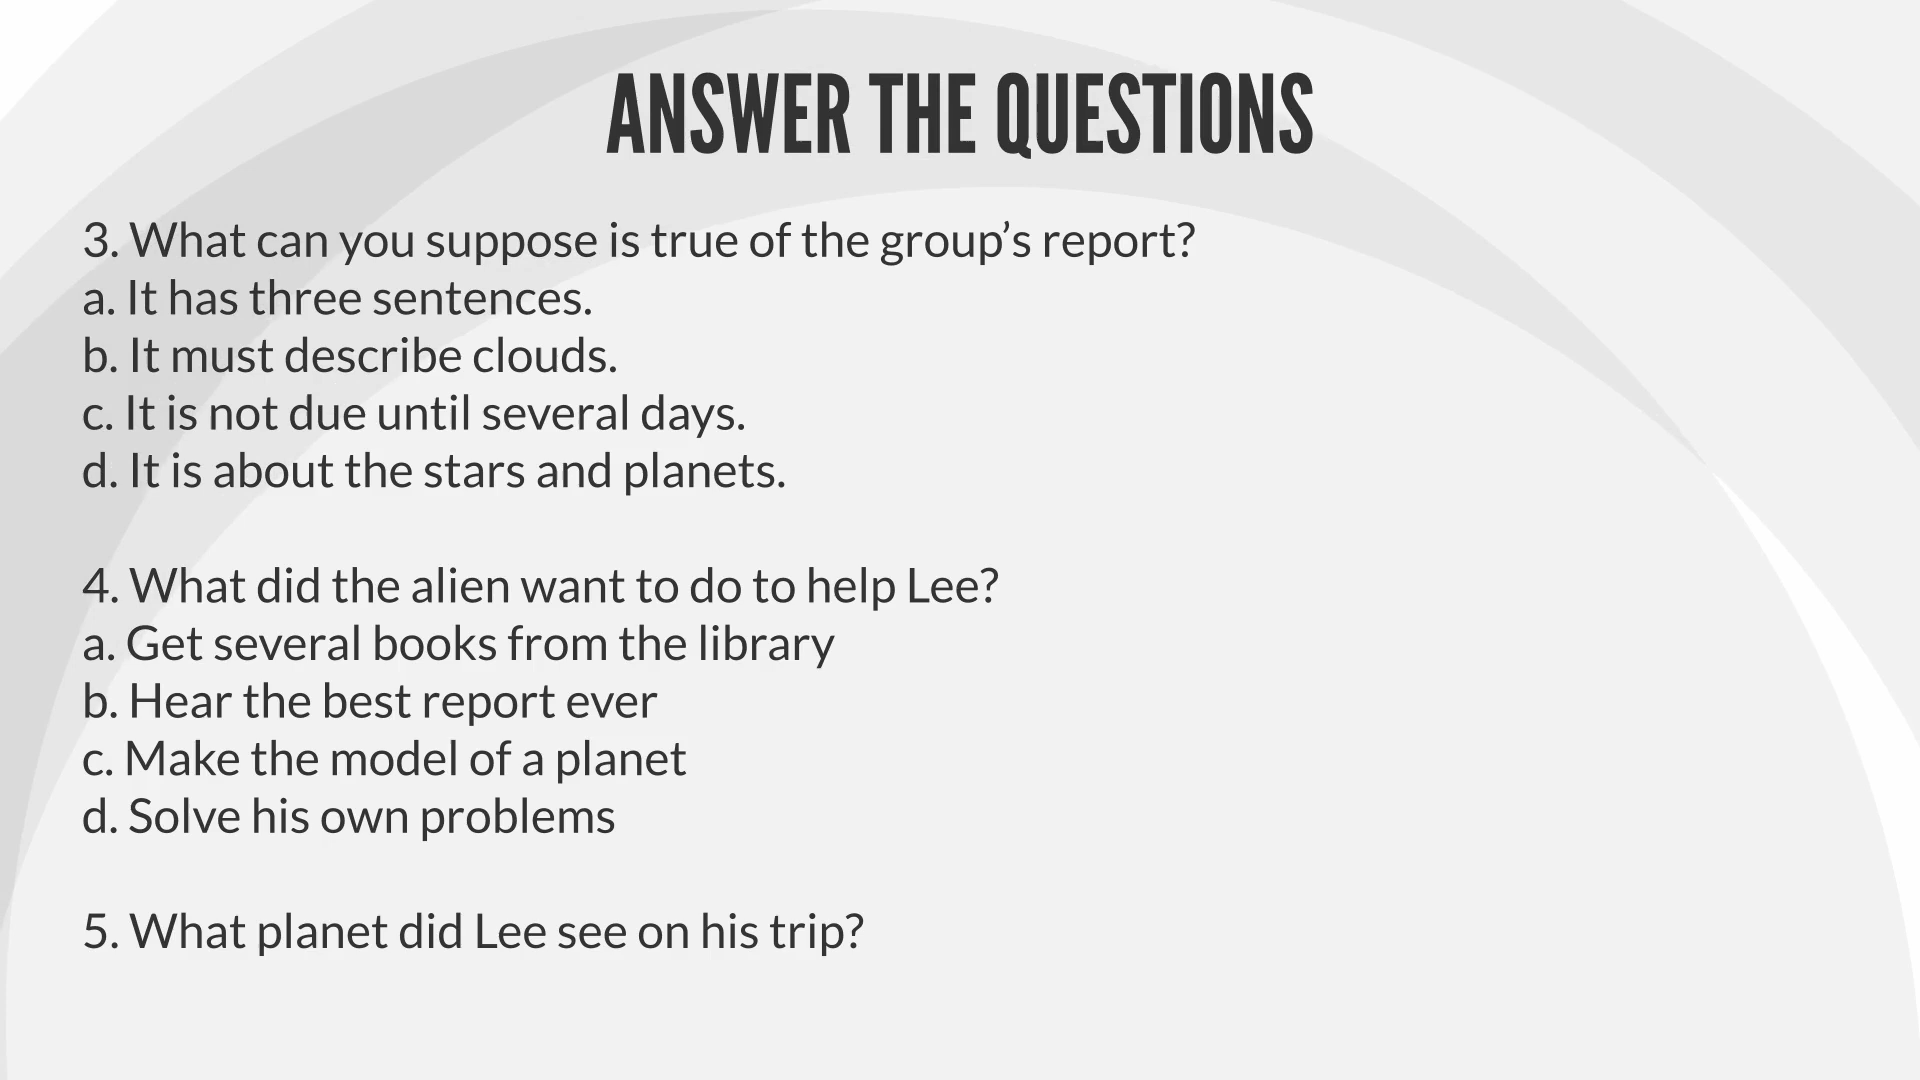 ANSWER THE QUESTIONS
3. What can you suppose is true of the group’s report?
a. It has three sentences.
b. It must describe clouds.
c. It is not due until several days.
d. It is about the stars and planets.
4. What did the alien want to do to help Lee?
a. Get several books from the library
b. Hear the best report ever
c. Make the model of a planet
d. Solve his own problems
5. What planet did Lee see on his trip?